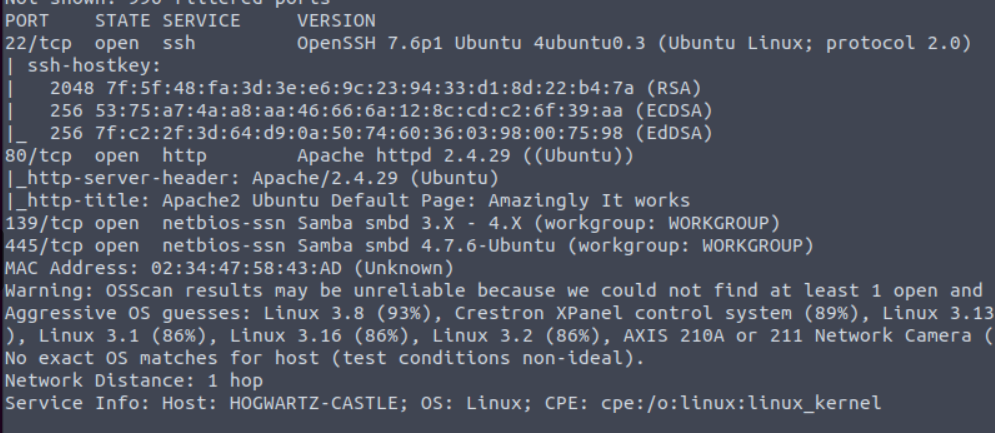 Not shown: 996 filtered ports
PORT    STATE SERVICE     VERSION
22/tcp  open  ssh         OpenSSH 7.6p1 Ubuntu 4ubuntu0.3 (Ubuntu Linux; protocol 2.0)
| ssh-hostkey:
|   2048 7f:5f:48:fa:3d:3e:e6:9c:23:94:33:d1:8d:22:b4:7a (RSA)
|   256 53:75:a7:4a:a8:aa:46:66:6a:12:8c:cd:c2:6f:39:aa (ECDSA)
|_  256 7f:c2:2f:3d:64:d9:0a:50:74:60:36:03:98:00:75:98 (EdDSA)
80/tcp  open  http        Apache httpd 2.4.29 ((Ubuntu))
|_http-server-header: Apache/2.4.29 (Ubuntu)
|_http-title: Apache2 Ubuntu Default Page: Amazingly It works
139/tcp open  netbios-ssn Samba smbd 3.X - 4.X (workgroup: WORKGROUP)
445/tcp open  netbios-ssn Samba smbd 4.7.6-Ubuntu (workgroup: WORKGROUP)
MAC Address: 02:34:47:58:43:AD (Unknown)
Warning: OSScan results may be unreliable because we could not find at least 1 open and
Aggressive OS guesses: Linux 3.8 (93%), Crestron XPanel control system (89%), Linux 3.13
), Linux 3.1 (86%), Linux 3.16 (86%), Linux 3.2 (86%), AXIS 210A or 211 Network Camera (
No exact OS matches for host (test conditions non-ideal).
Network Distance: 1 hop
Service Info: Host: HOGWARTZ-CASTLE; OS: Linux; CPE: cpe:/o:linux:linux_kernel